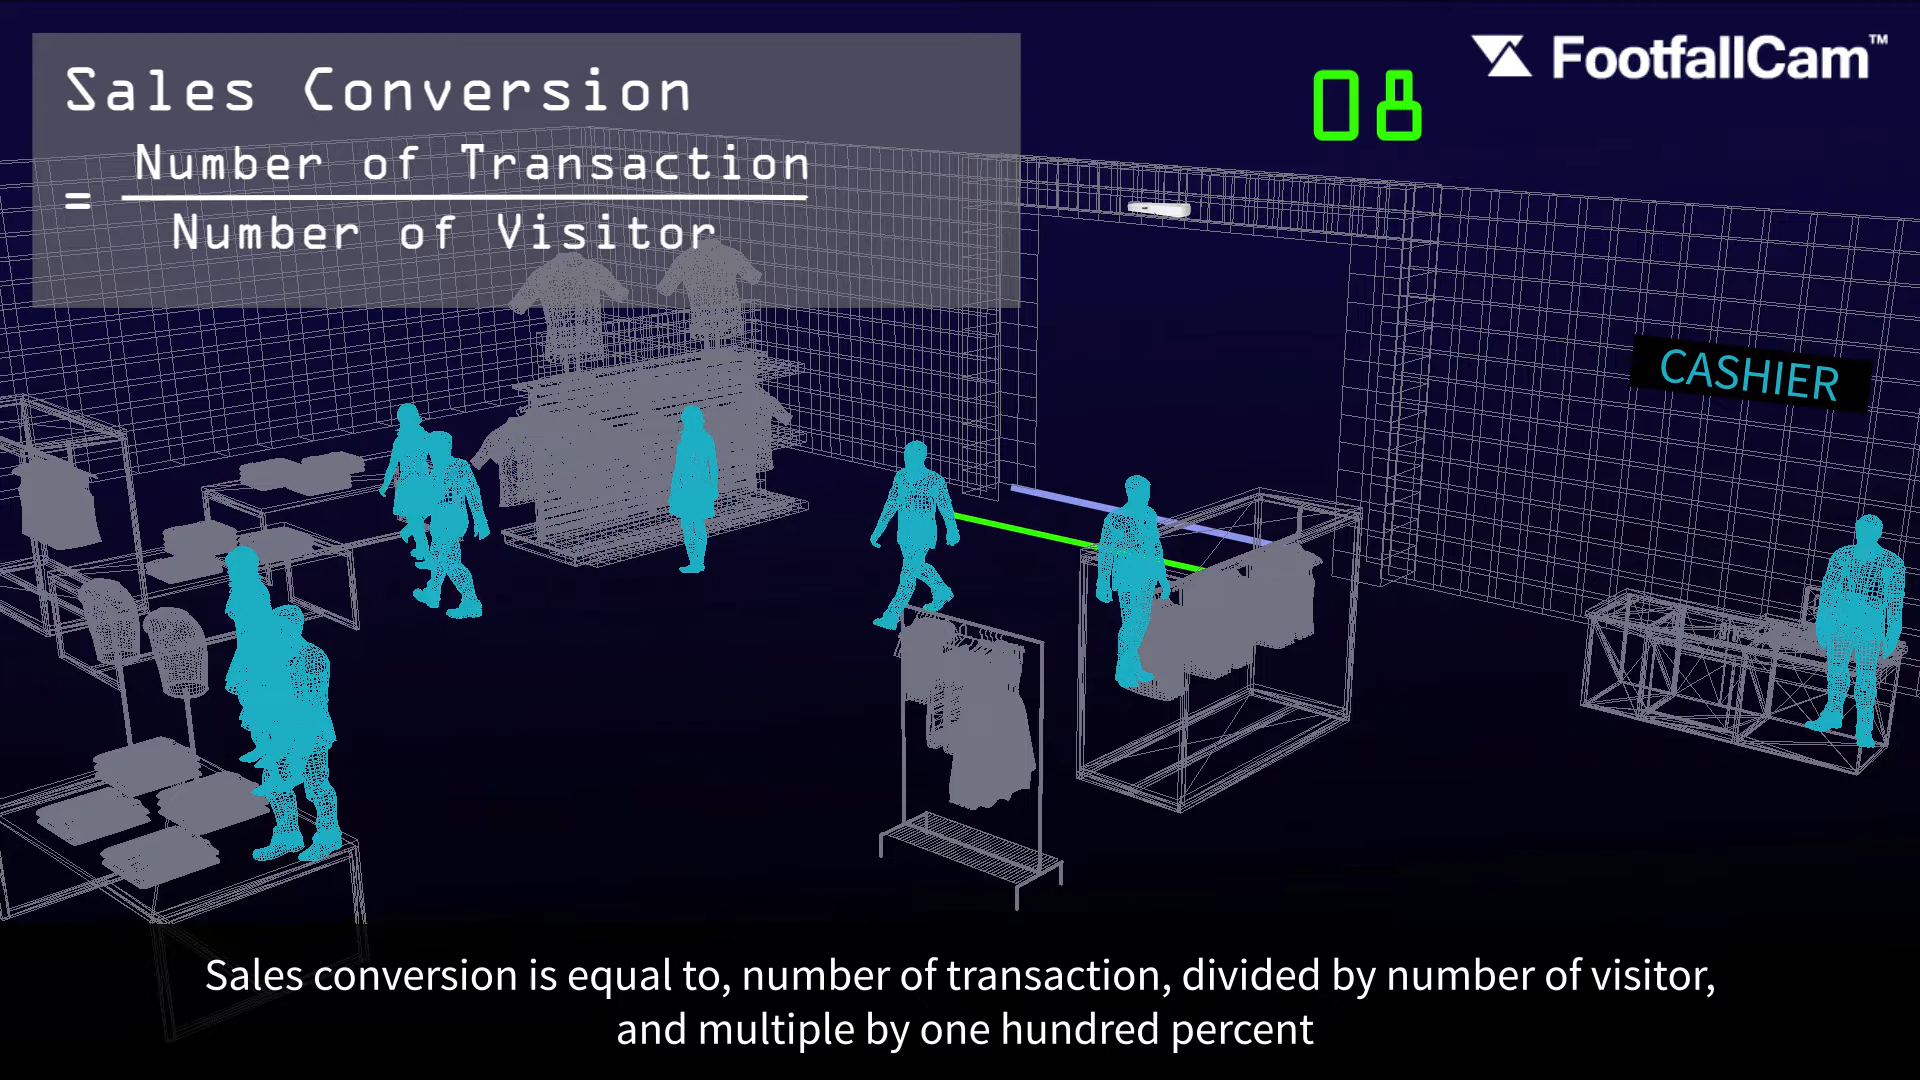 Sales Conversion
= Number of Transaction
Number of Visitor
08
FootfallCam™
CASHIER
Sales conversion is equal to, number of transaction, divided by number of visitor,
and multiple by one hundred percent